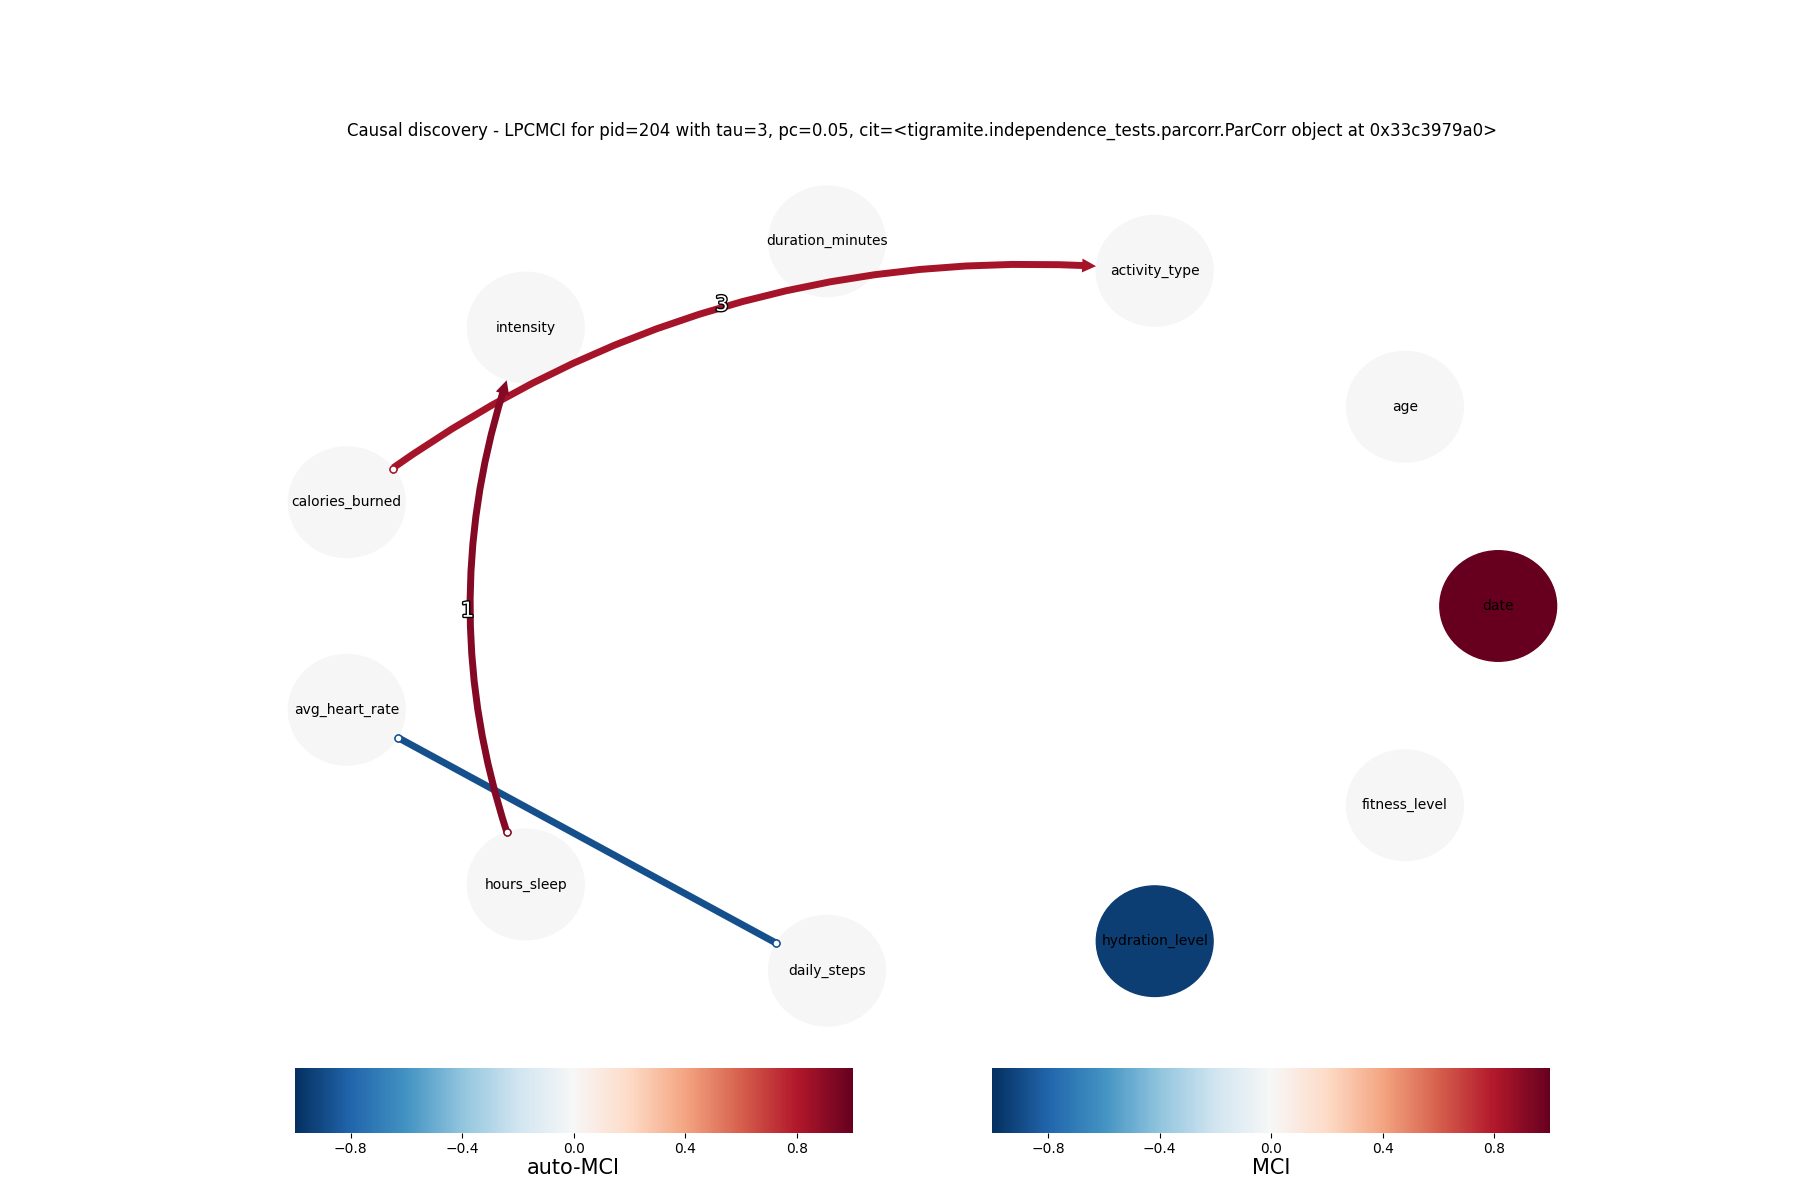 Causal discovery - LPCMCI for pid=204 with tau=3, pc=0.05, cit=<tigramite.independence_tests.parcorr.ParCorr object at 0x33c3979a0>
duration_minutes
activity_type
3
intensity
age
calories_burned
date
1
avg_heart_rate
fitness_level
hours_sleep
hydration_level
daily_steps
−0.8 −0.4 0.0 0.4 0.8
auto-MCI
−0.8 −0.4 0.0 0.4 0.8
MCI